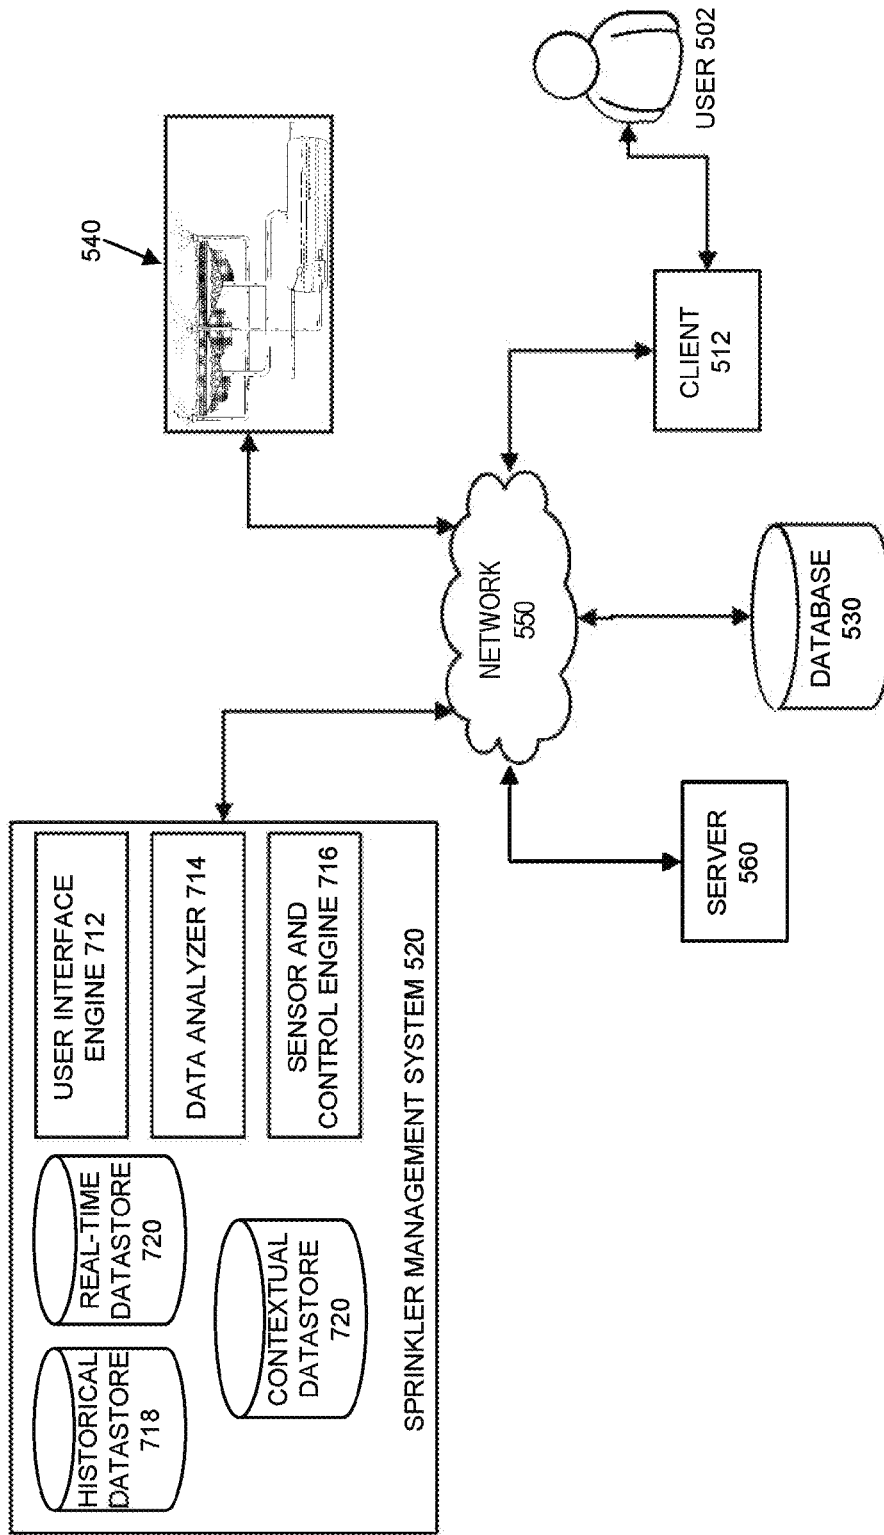 HISTORICAL
DATASTORE
718
REAL-TIME
DATASTORE
720
CONTEXTUAL
DATASTORE
720
USER INTERFACE
ENGINE 712
DATA ANALYZER 714
SENSOR AND
CONTROL ENGINE 716
SPRINKLER MANAGEMENT SYSTEM 520
540
NETWORK
550
SERVER
560
DATABASE
530
CLIENT
512
USER 502